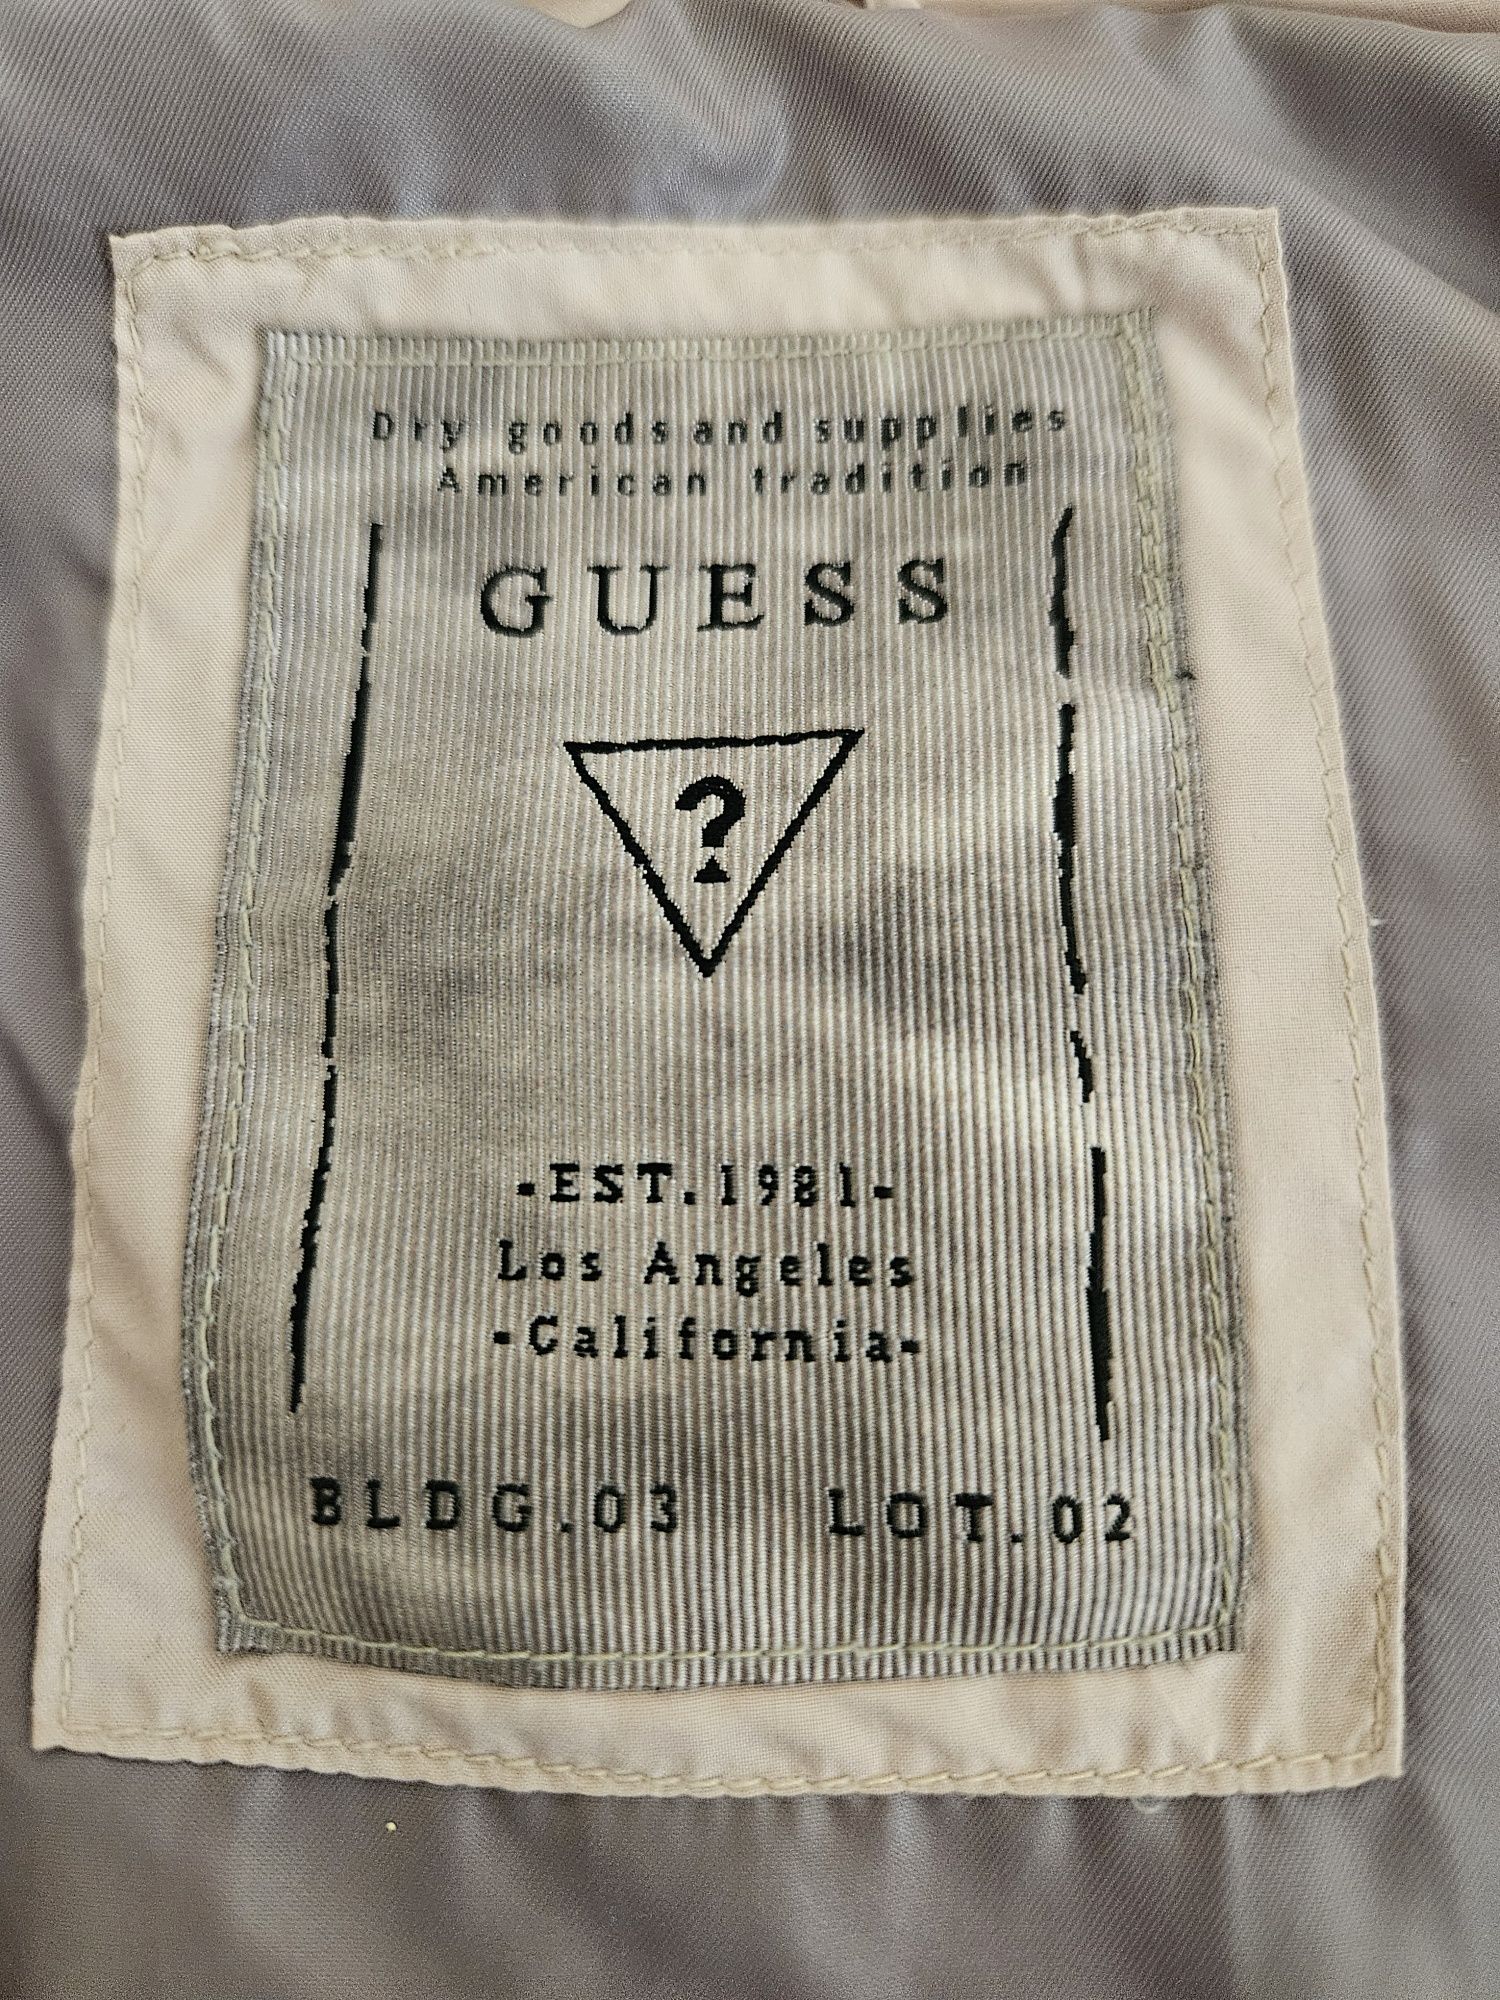 Dry goods and supplies
American tradition
GUESS
?
-EST.1981-
Los Angeles
-California-
BLDG.03 LOT.02